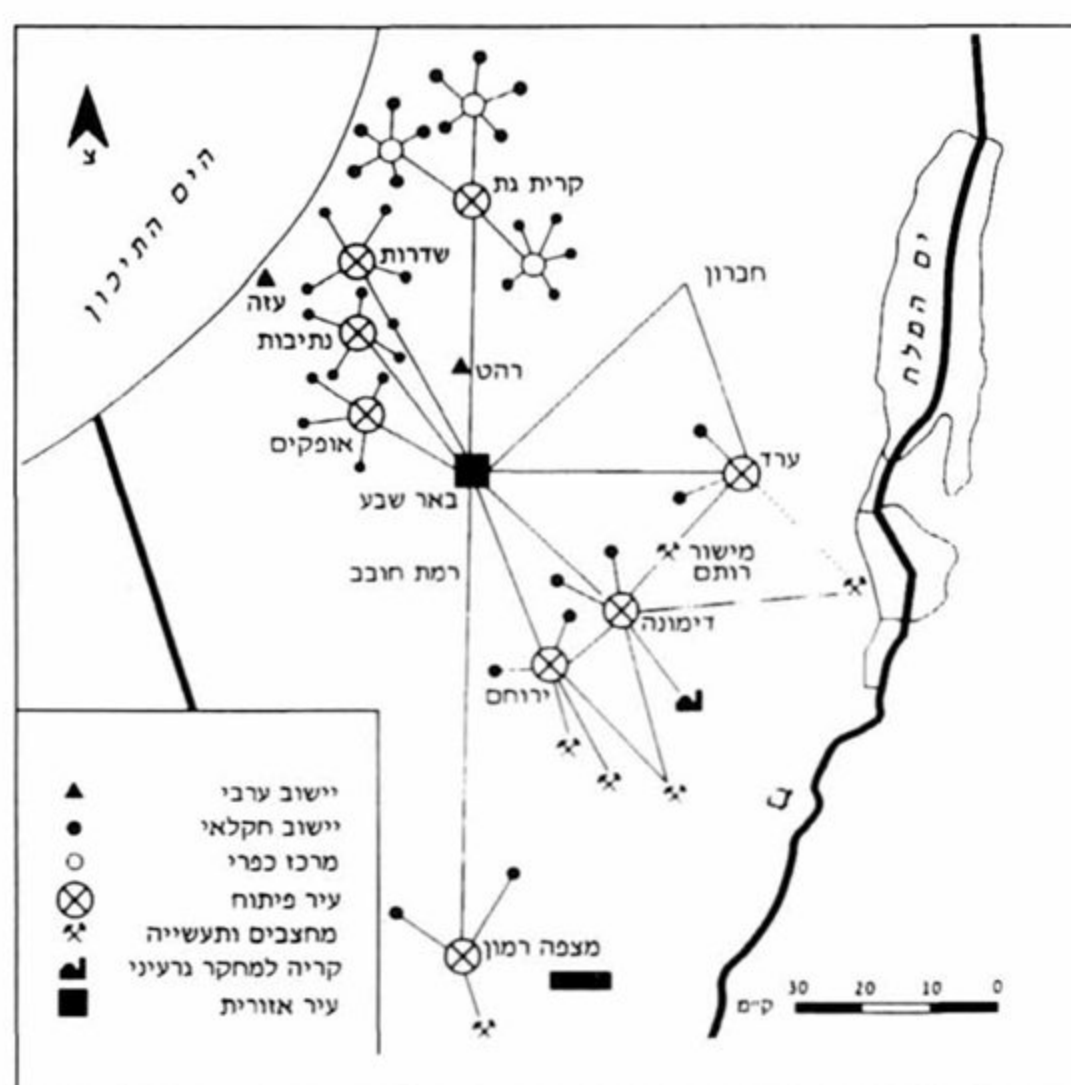 צ
הים התיכון
קרית גת
שדרות
עזה
נתיבות
חברון
ים המלח
רהט
אופקים
ערד
באר שבע
מישור
רותם
רמת חובב
דימונה
ירוחם
יישוב ערבי
יישוב חקלאי
מרכז כפרי
עיר פיתוח
מחצבים ותעשייה
קריה למחקר גרעיני
עיר אזורית
מצפה רמון
ק״מ 30 20 10 0